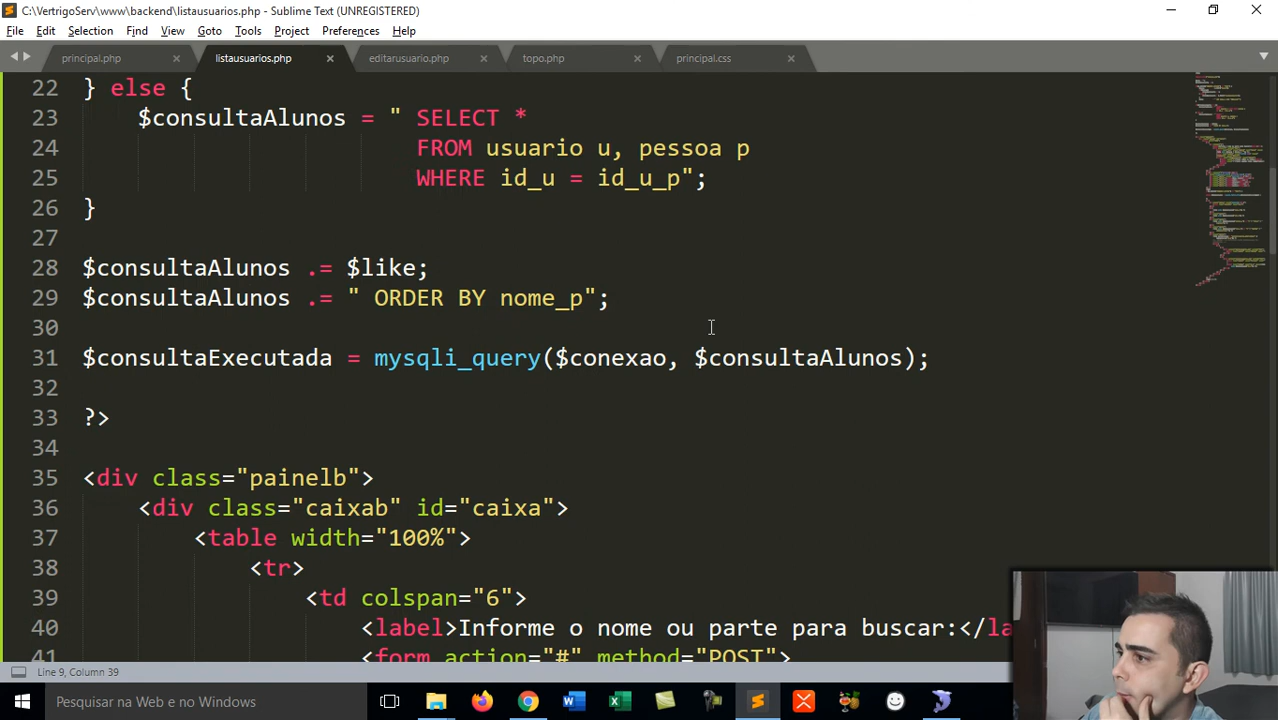 C:\VertrigoServ\www\backend\listausuarios.php - Sublime Text (UNREGISTERED)
File Edit Selection Find View Goto Tools Project Preferences Help
principal.php listausuarios.php editarusuario.php topo.php principal.css
22 } else {
23 $consultaAlunos = " SELECT *
24 FROM usuario u, pessoa p
25 WHERE id_u = id_u_p";
26 }
27
28 $consultaAlunos .= $like;
29 $consultaAlunos .= " ORDER BY nome_p";
30
31 $consultaExecutada = mysqli_query($conexao, $consultaAlunos);
32
33 ?>
34
35 <div class="painelb">
36 <div class="caixab" id="caixa">
37 <table width="100%">
38 <tr>
39 <td colspan="6">
40 <label>Informe o nome ou parte para buscar:</la
41 <form action="#" method="POST">
Line 9, Column 39
Pesquisar na Web e no Windows